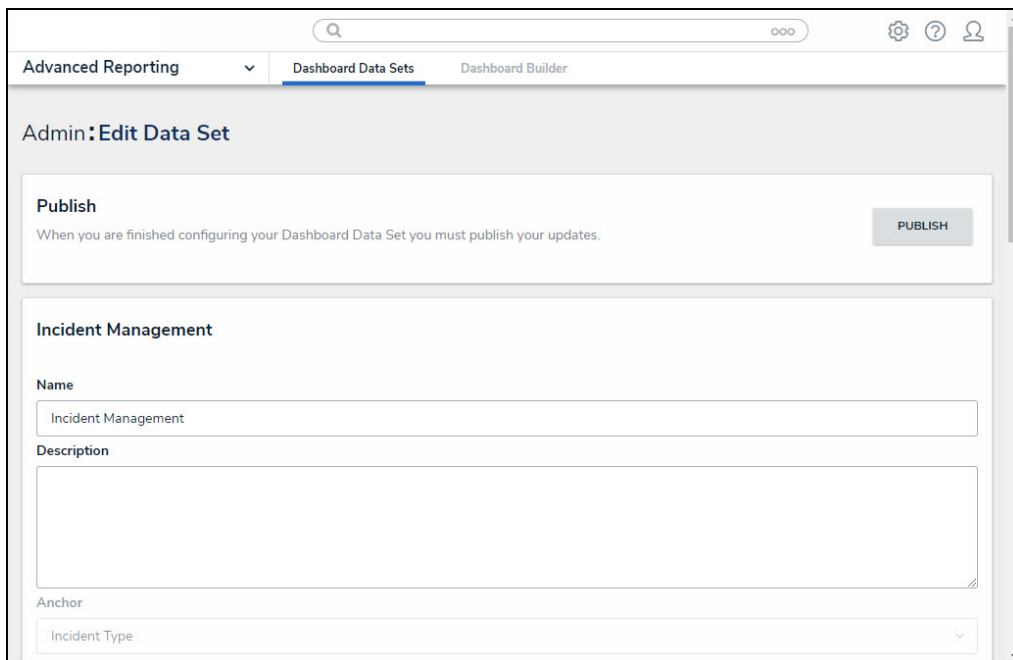 ooo
Advanced Reporting
Dashboard Data Sets
Dashboard Builder
Admin:Edit Data Set
Publish
When you are finished configuring your Dashboard Data Set you must publish your updates.
PUBLISH
Incident Management
Name
Incident Management
Description
Anchor
Incident Type